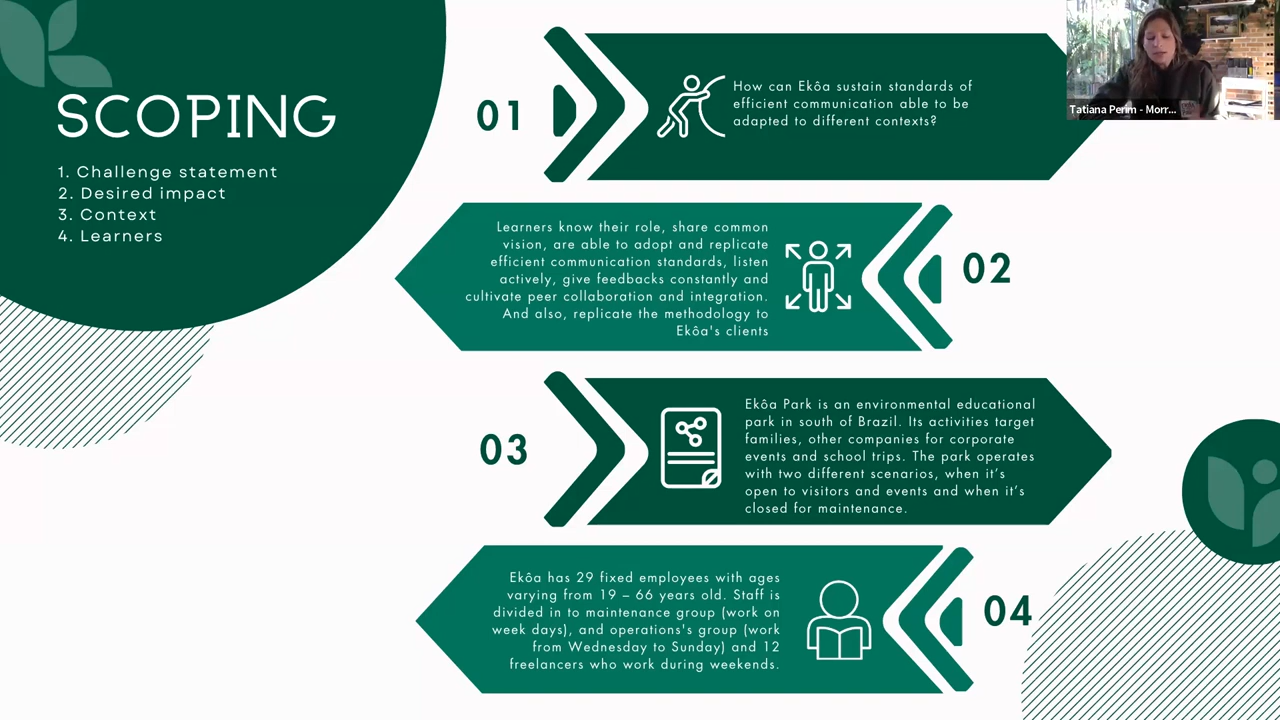 SCOPING
1. Challenge statement
2. Desired impact
3. Context
4. Learners
01
How can Ekôa sustain standards of
efficient communication able to be
adapted to different contexts?
Tatiana Perim - Morr...
Learners know their role, share common
vision, are able to adopt and replicate
efficient communication standards, listen
actively, give feedbacks constantly and
cultivate peer collaboration and integration.
And also, replicate the methodology to
Ekôa's clients
02
03
Ekôa Park is an environmental educational
park in south of Brazil. Its activities target
families, other companies for corporate
events and school trips. The park operates
with two different scenarios, when it's
open to visitors and events and when it's
closed for maintenance.
Ekôa has 29 fixed employees with ages
varying from 19 – 66 years old. Staff is
divided in to maintenance group (work on
week days), and operations's group (work
from Wednesday to Sunday) and 12
freelancers who work during weekends.
04